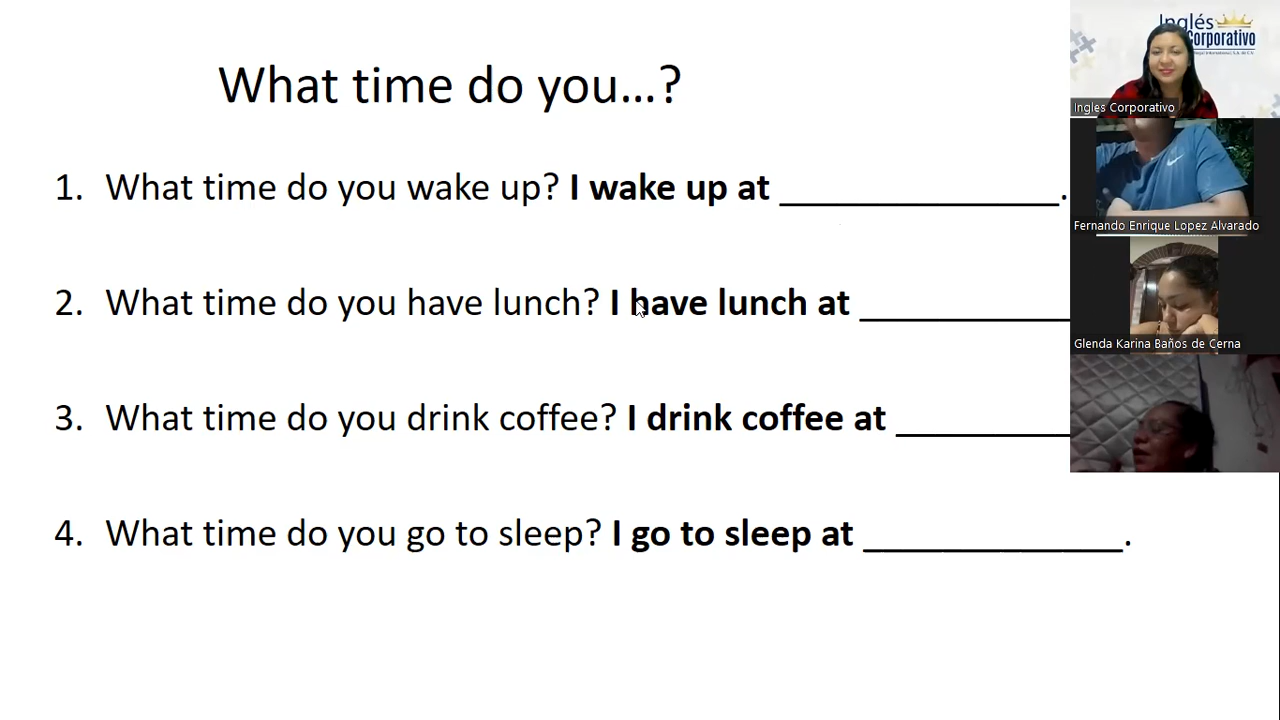 What time do you...?
1. What time do you wake up? I wake up at ______________.
2. What time do you have lunch? I have lunch at ___________
3. What time do you drink coffee? I drink coffee at _________
4. What time do you go to sleep? I go to sleep at _____________.
Inglés
Corporativo
Ingles Corporativo
Fernando Enrique Lopez Alvarado
Glenda Karina Baños de Cerna